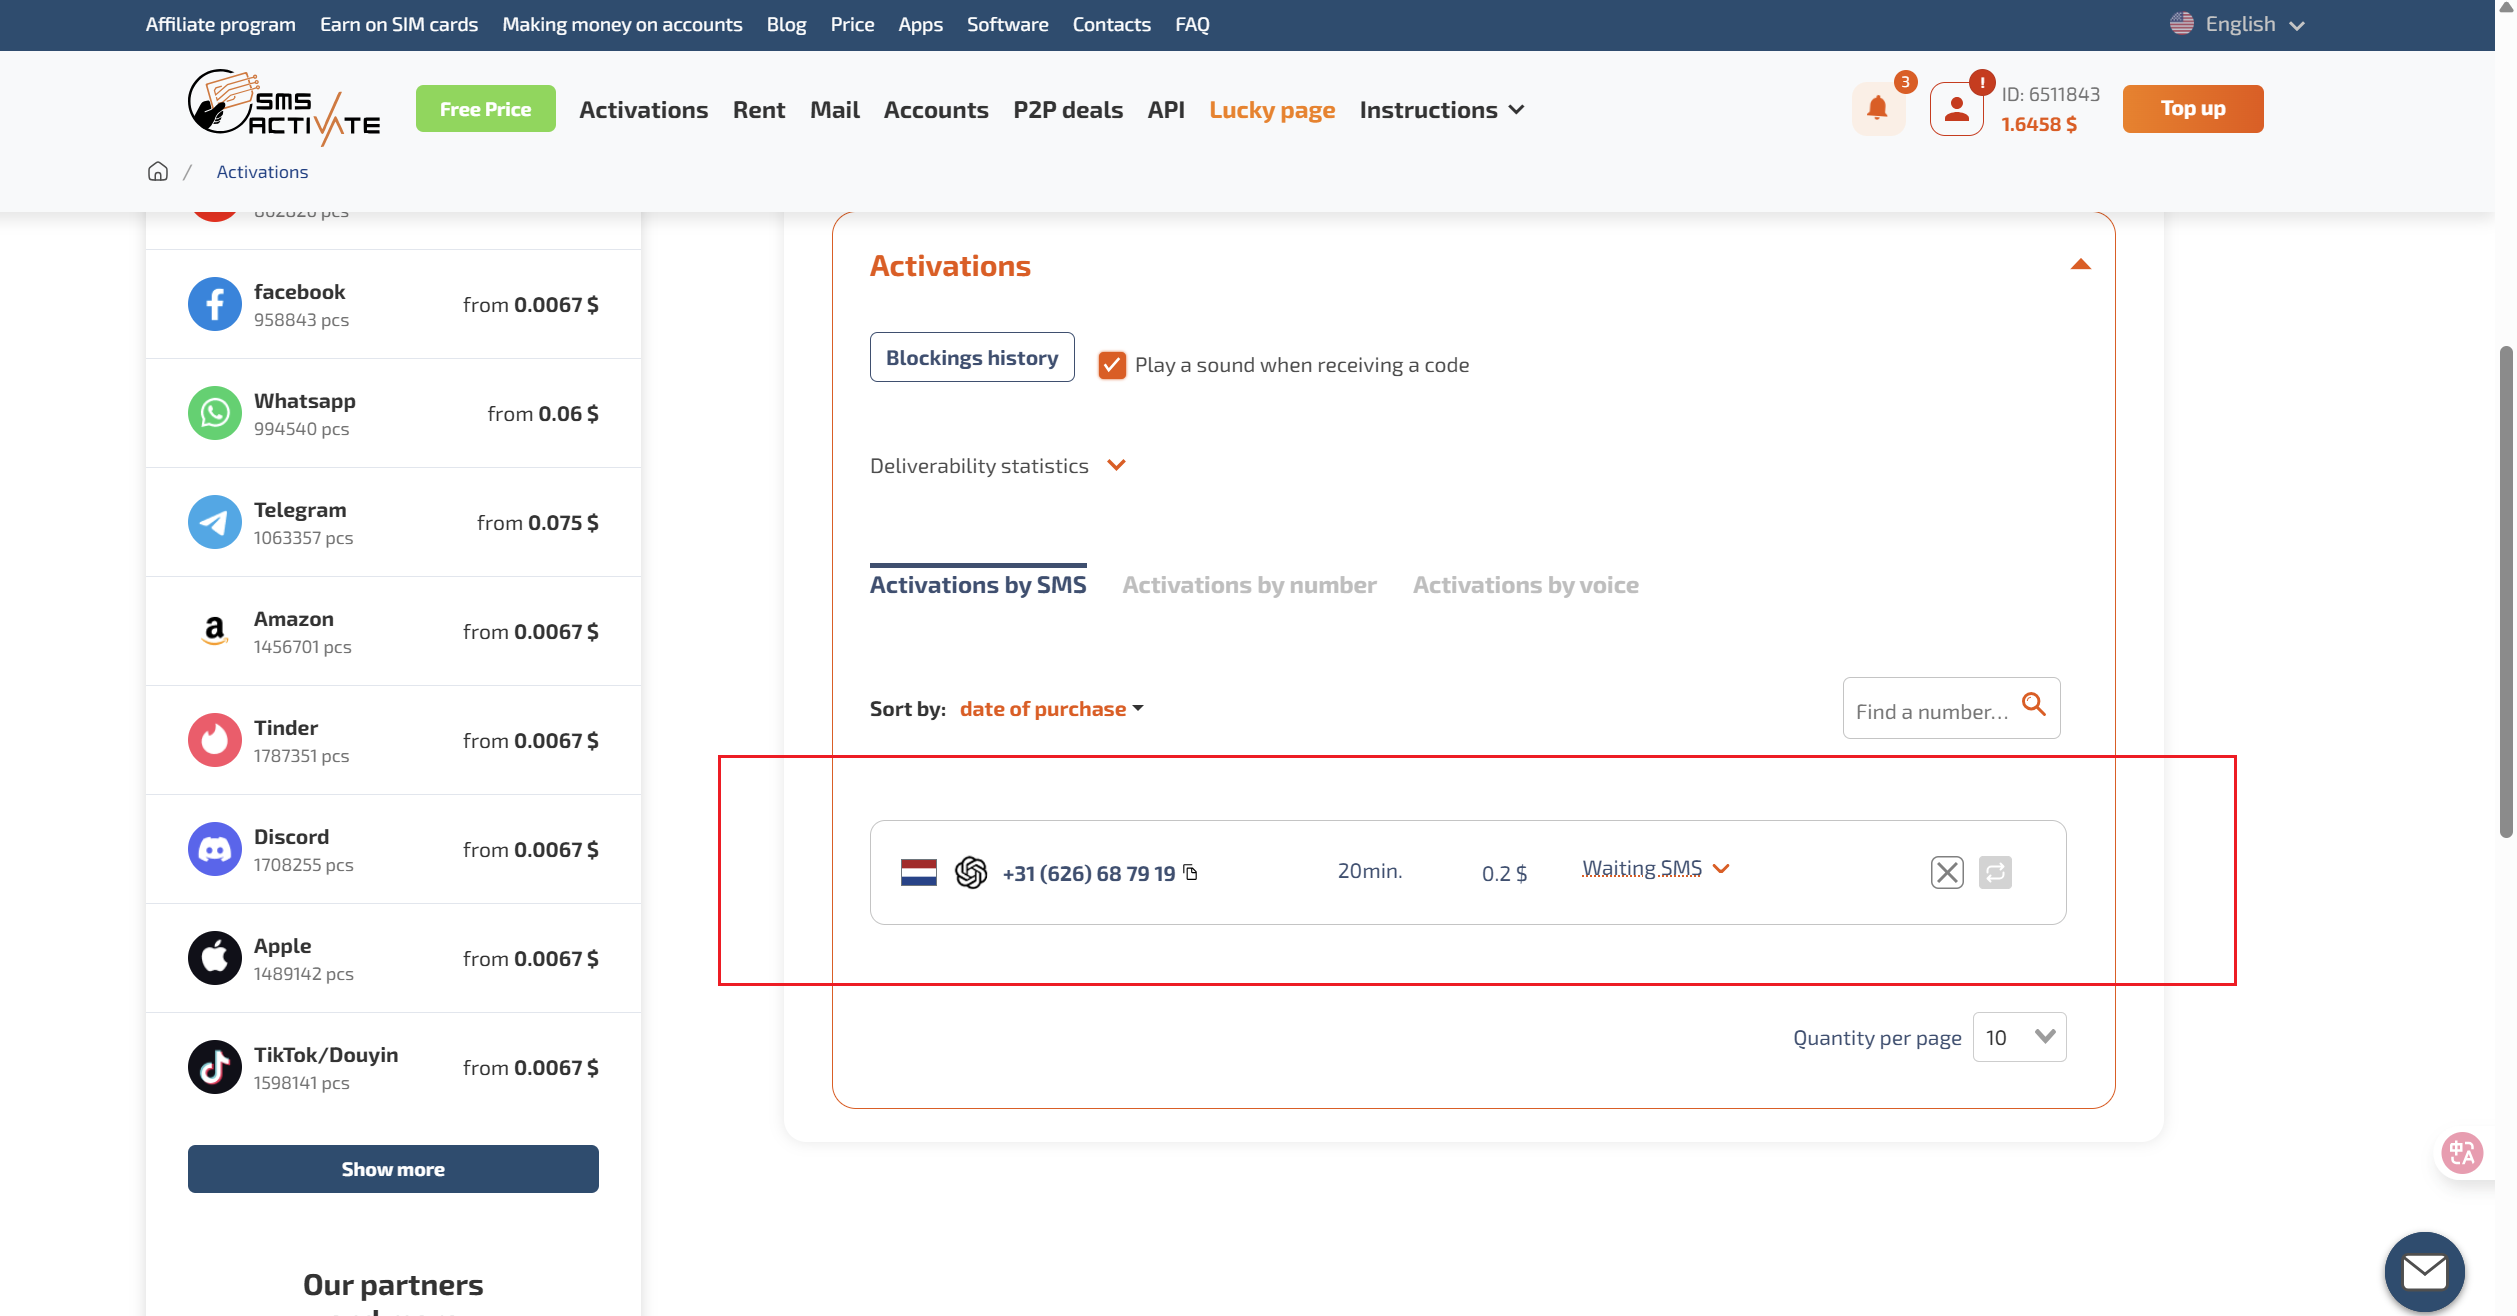 Affiliate program Earn on SIM cards Making money on accounts Blog Price Apps Software Contacts FAQ English
SMS ACTIVATE
Free Price Activations Rent Mail Accounts P2P deals API Lucky page Instructions
3
!
ID: 6511843
1.6458 $
Top up
/ Activations
facebook
958843 pcs
from 0.0067 $
Whatsapp
994540 pcs
from 0.06 $
Telegram
1063357 pcs
from 0.075 $
Amazon
1456701 pcs
from 0.0067 $
Tinder
1787351 pcs
from 0.0067 $
Discord
1708255 pcs
from 0.0067 $
Apple
1489142 pcs
from 0.0067 $
TikTok/Douyin
1598141 pcs
from 0.0067 $
Show more
Our partners
Activations
Blockings history
Play a sound when receiving a code
Deliverability statistics
Activations by SMS Activations by number Activations by voice
Sort by: date of purchase
Find a number...
+31 (626) 68 79 19 20min. 0.2 $ Waiting SMS
Quantity per page 10
中A